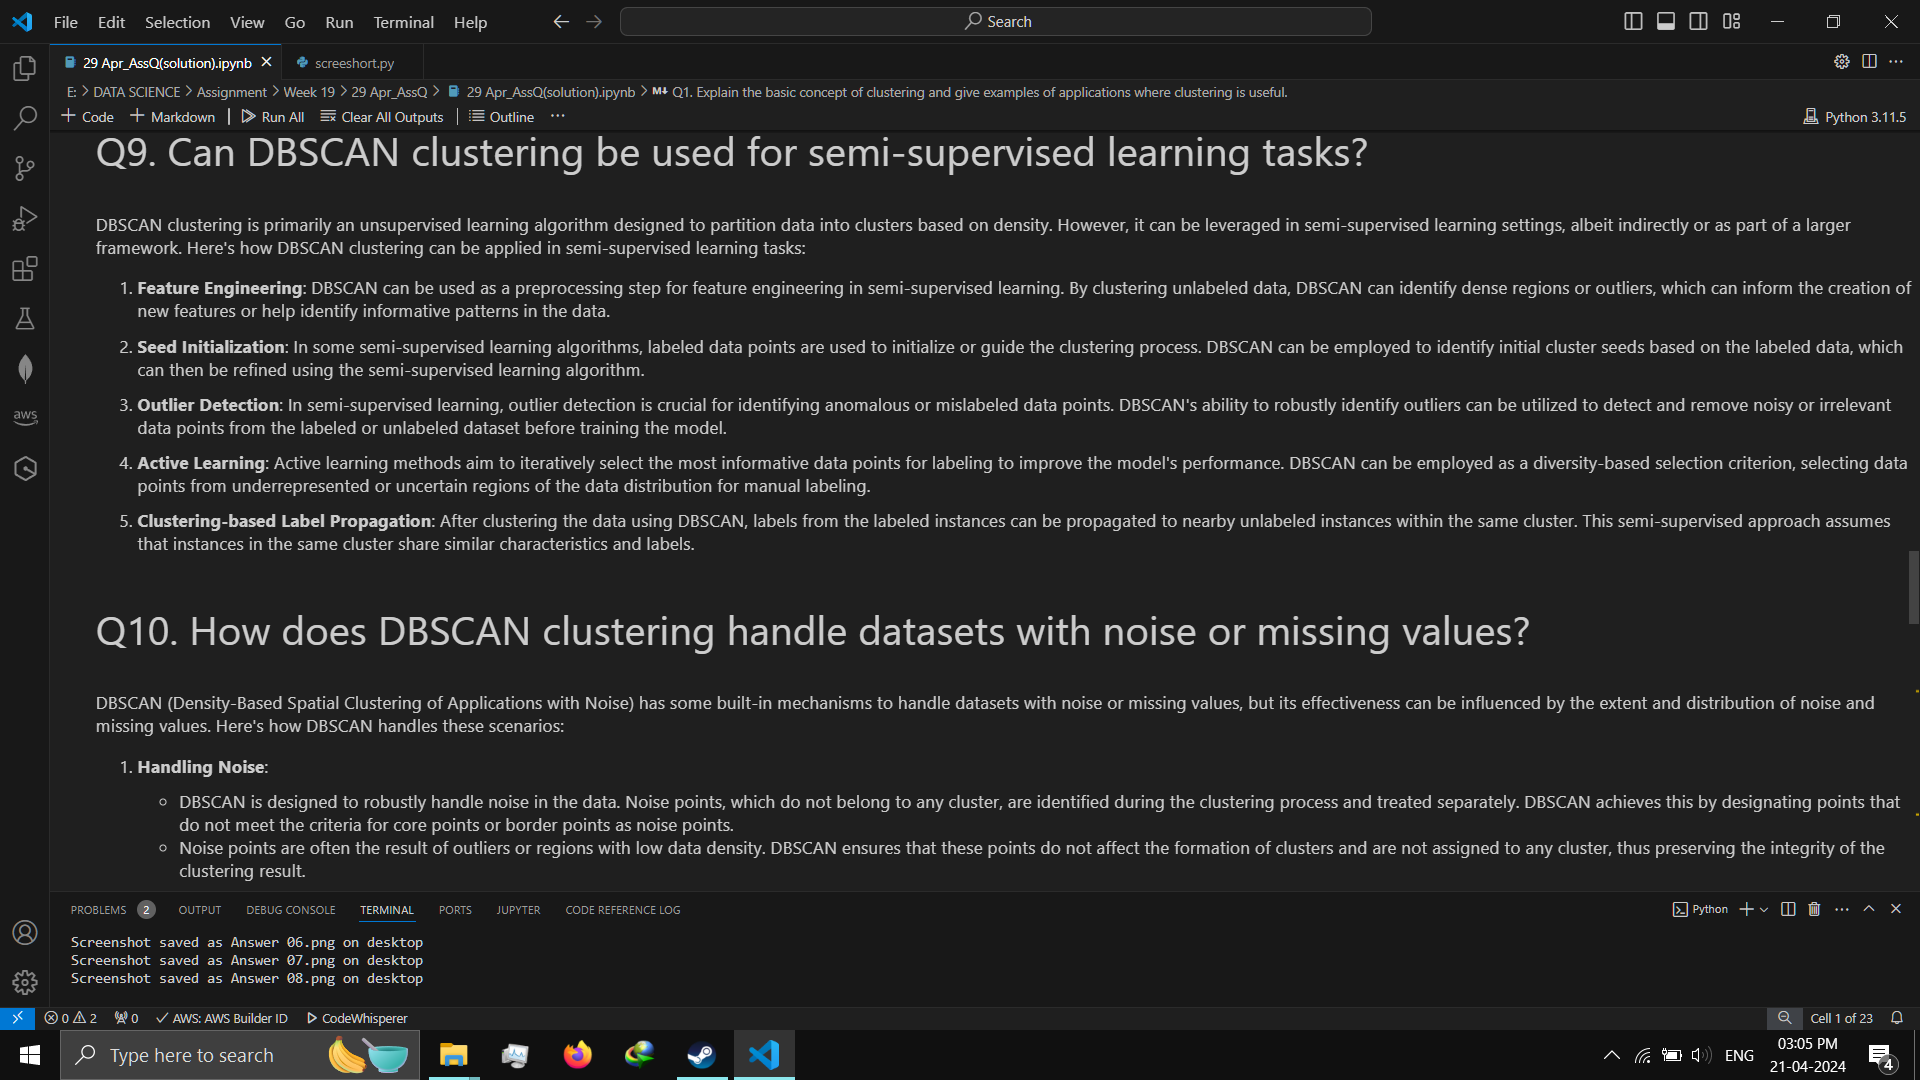 File Edit Selection View Go Run Terminal Help
Search
29 Apr_AssQ(solution).ipynb
screeshort.py
E: > DATA SCIENCE > Assignment > Week 19 > 29 Apr_AssQ > 29 Apr_AssQ(solution).ipynb > M↓ Q1. Explain the basic concept of clustering and give examples of applications where clustering is useful.
+ Code + Markdown | Run All Clear All Outputs | Outline ...
Python 3.11.5
Q9. Can DBSCAN clustering be used for semi-supervised learning tasks?
DBSCAN clustering is primarily an unsupervised learning algorithm designed to partition data into clusters based on density. However, it can be leveraged in semi-supervised learning settings, albeit indirectly or as part of a larger
framework. Here's how DBSCAN clustering can be applied in semi-supervised learning tasks:
1. Feature Engineering: DBSCAN can be used as a preprocessing step for feature engineering in semi-supervised learning. By clustering unlabeled data, DBSCAN can identify dense regions or outliers, which can inform the creation of
new features or help identify informative patterns in the data.
2. Seed Initialization: In some semi-supervised learning algorithms, labeled data points are used to initialize or guide the clustering process. DBSCAN can be employed to identify initial cluster seeds based on the labeled data, which
can then be refined using the semi-supervised learning algorithm.
3. Outlier Detection: In semi-supervised learning, outlier detection is crucial for identifying anomalous or mislabeled data points. DBSCAN's ability to robustly identify outliers can be utilized to detect and remove noisy or irrelevant
data points from the labeled or unlabeled dataset before training the model.
4. Active Learning: Active learning methods aim to iteratively select the most informative data points for labeling to improve the model's performance. DBSCAN can be employed as a diversity-based selection criterion, selecting data
points from underrepresented or uncertain regions of the data distribution for manual labeling.
5. Clustering-based Label Propagation: After clustering the data using DBSCAN, labels from the labeled instances can be propagated to nearby unlabeled instances within the same cluster. This semi-supervised approach assumes
that instances in the same cluster share similar characteristics and labels.
Q10. How does DBSCAN clustering handle datasets with noise or missing values?
DBSCAN (Density-Based Spatial Clustering of Applications with Noise) has some built-in mechanisms to handle datasets with noise or missing values, but its effectiveness can be influenced by the extent and distribution of noise and
missing values. Here's how DBSCAN handles these scenarios:
1. Handling Noise:
◦ DBSCAN is designed to robustly handle noise in the data. Noise points, which do not belong to any cluster, are identified during the clustering process and treated separately. DBSCAN achieves this by designating points that
do not meet the criteria for core points or border points as noise points.
◦ Noise points are often the result of outliers or regions with low data density. DBSCAN ensures that these points do not affect the formation of clusters and are not assigned to any cluster, thus preserving the integrity of the
clustering result.
aws
PROBLEMS 2 OUTPUT DEBUG CONSOLE TERMINAL PORTS JUPYTER CODE REFERENCE LOG
Python
Screenshot saved as Answer 06.png on desktop
Screenshot saved as Answer 07.png on desktop
Screenshot saved as Answer 08.png on desktop
0 2 0 AWS: AWS Builder ID CodeWhisperer
Cell 1 of 23
Type here to search
ENG
03:05 PM
21-04-2024
4